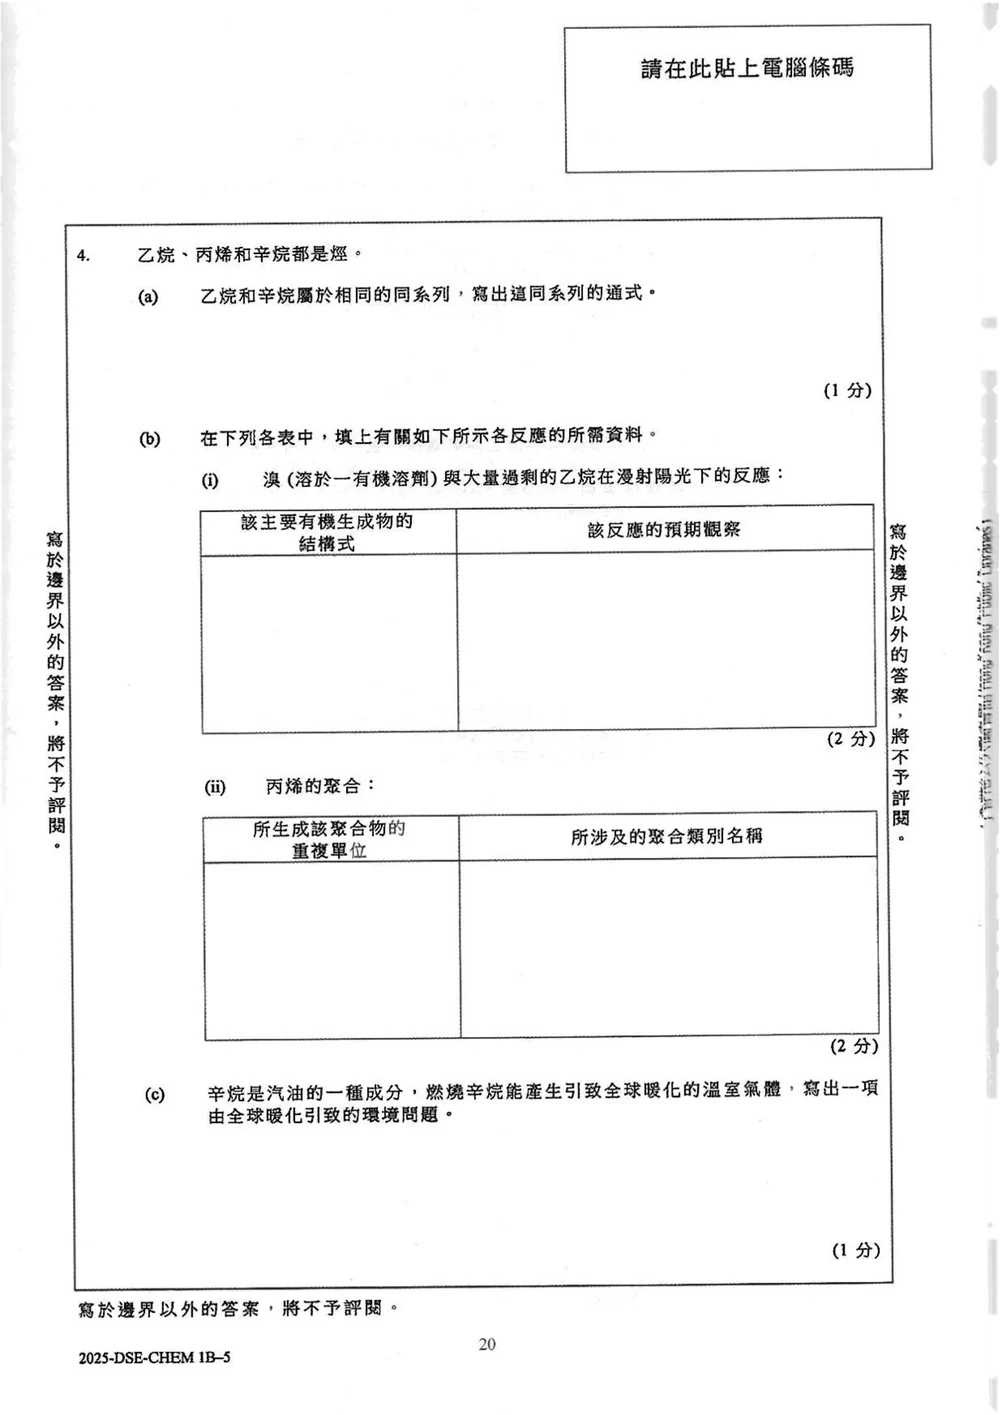 請在此貼上電腦條碼
4. 乙烷、丙烯和辛烷都是烴。
(a) 乙烷和辛烷屬於相同的同系列，寫出這同系列的通式。
(1 分)
(b) 在下列各表中，填上有關如下所示各反應的所需資料。
(i) 溴 (溶於一有機溶劑) 與大量過剩的乙烷在漫射陽光下的反應：
該主要有機生成物的
結構式
該反應的預期觀察
(2 分)
(ii) 丙烯的聚合：
所生成該聚合物的
重複單位
所涉及的聚合類別名稱
(2 分)
(c) 辛烷是汽油的一種成分，燃燒辛烷能產生引致全球暖化的溫室氣體，寫出一項
由全球暖化引致的環境問題。
(1 分)
寫於邊界以外的答案，將不予評閱。
寫於邊界以外的答案，將不予評閱。
寫於邊界以外的答案，將不予評閱。
20
2025-DSE-CHEM 1B–5